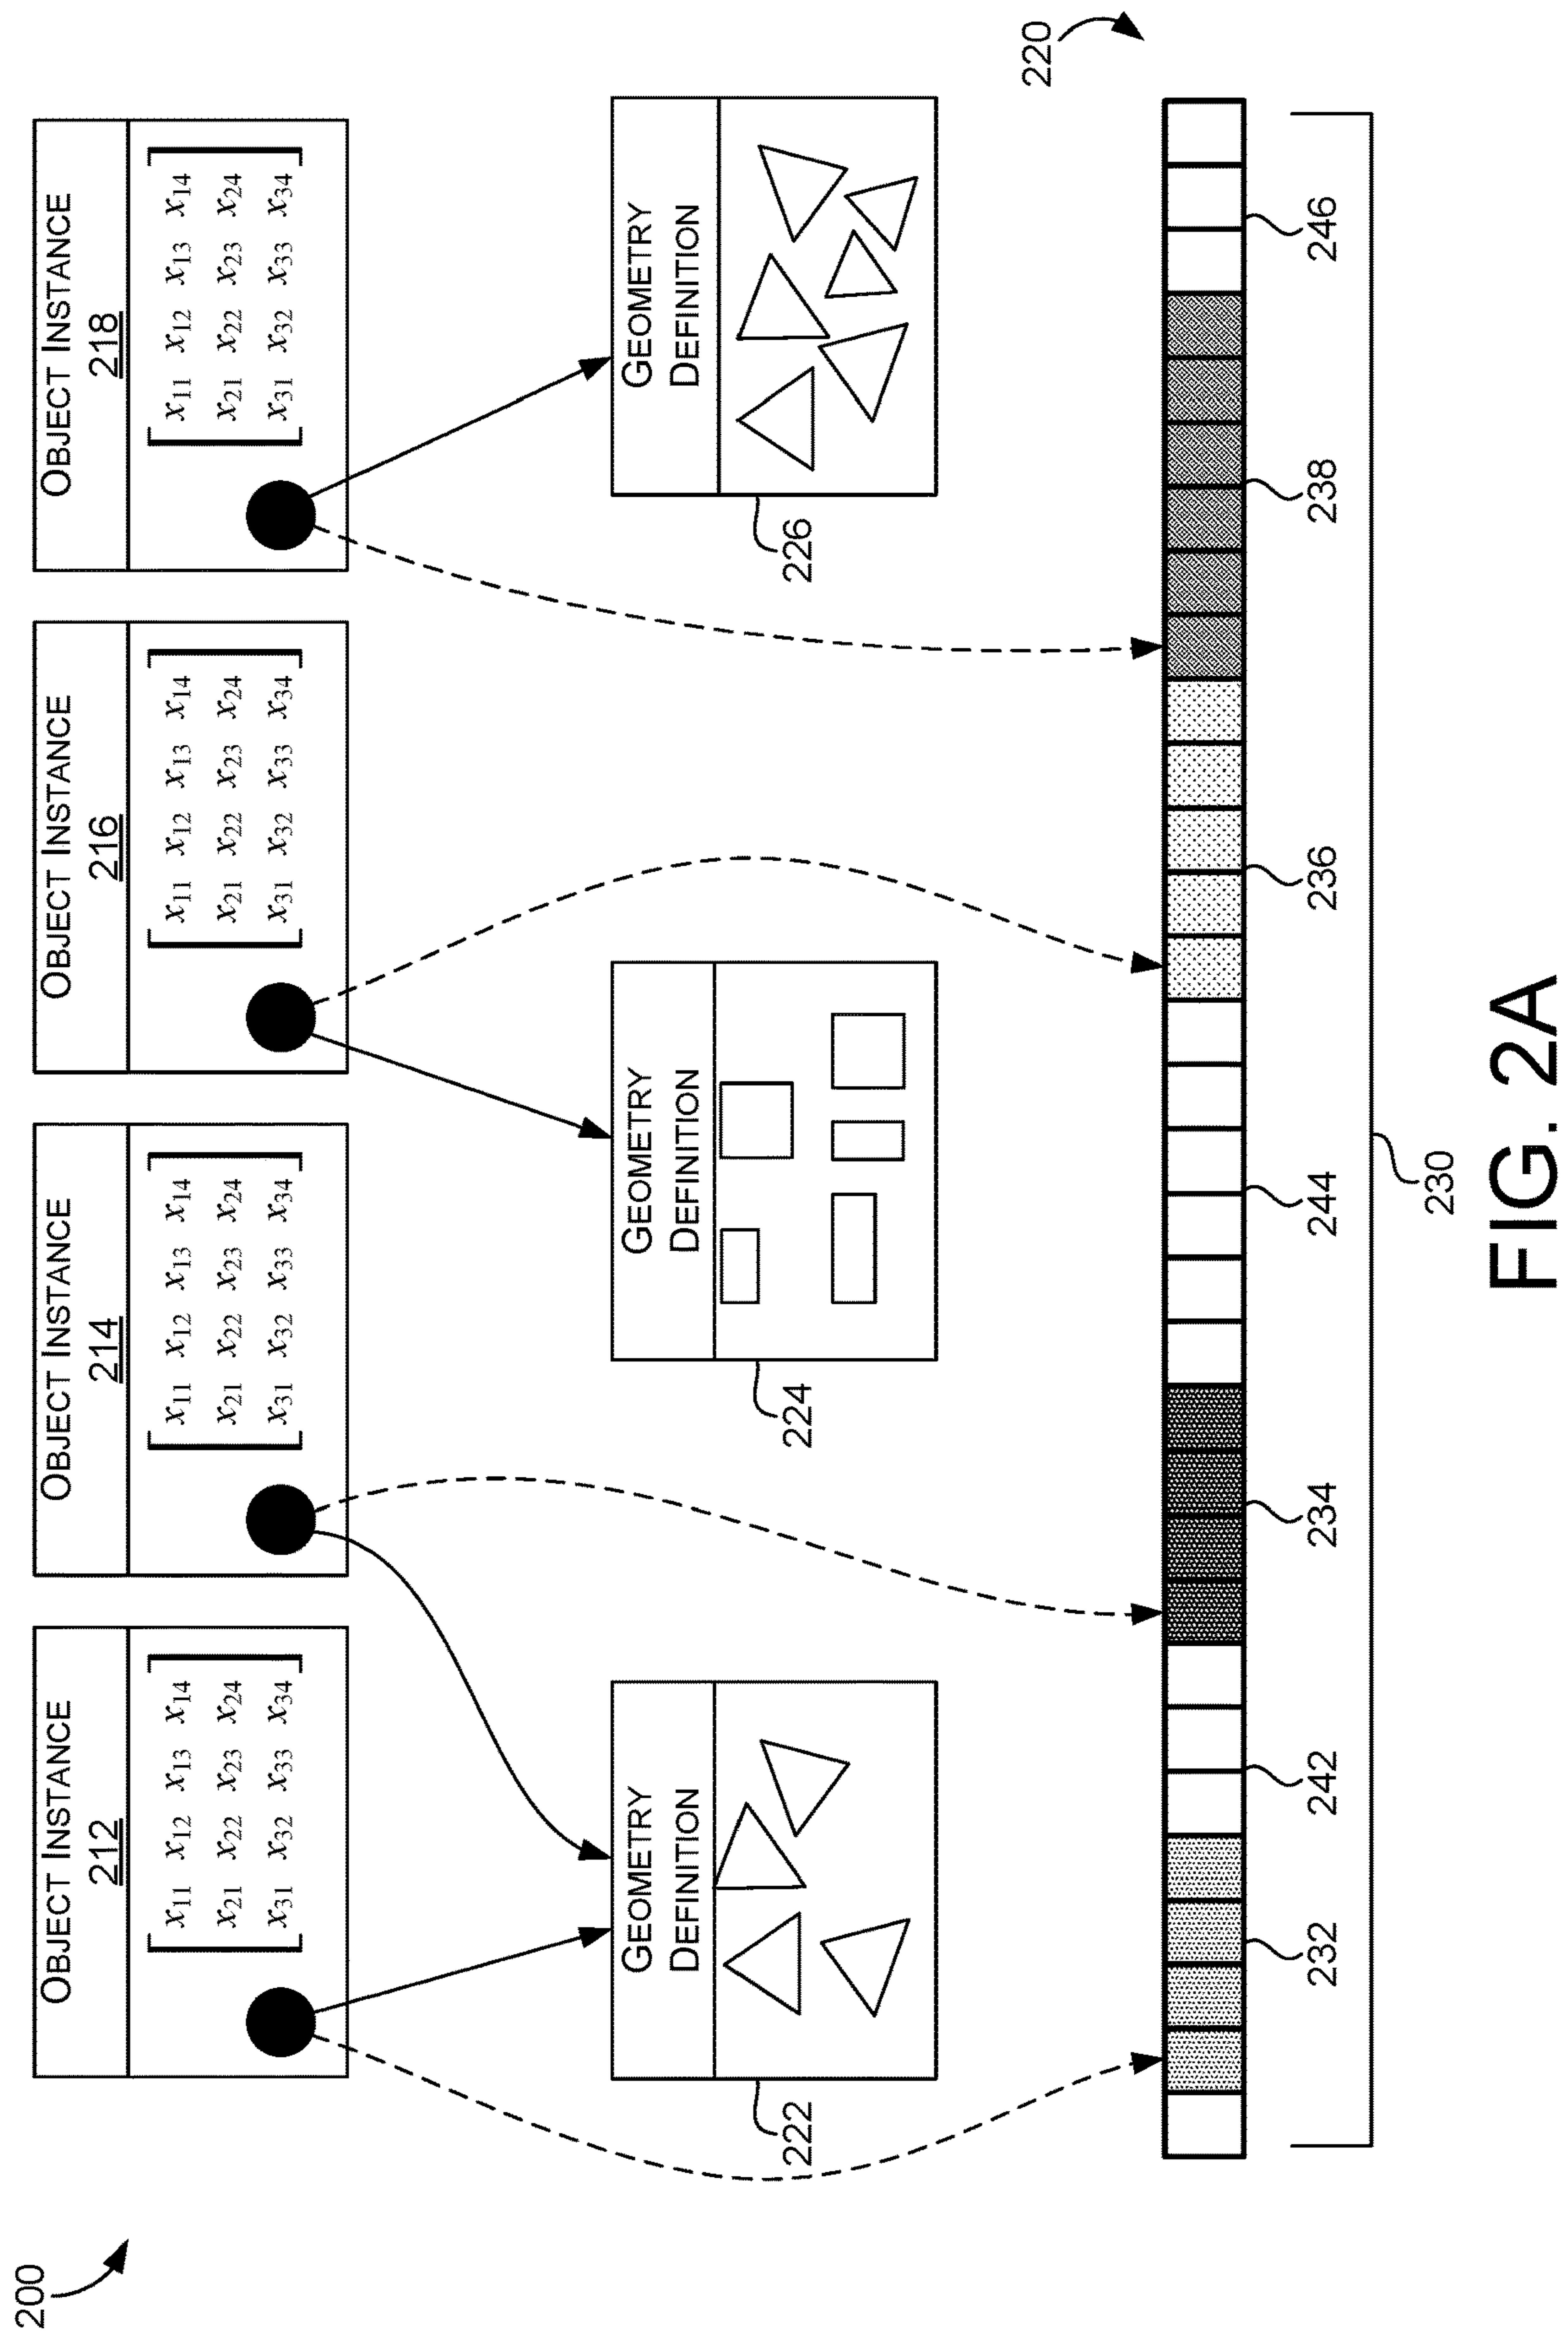 200
OBJECT INSTANCE
212
x11 x12 x13 x14
x21 x22 x23 x24
x31 x32 x33 x34
OBJECT INSTANCE
214
x11 x12 x13 x14
x21 x22 x23 x24
x31 x32 x33 x34
OBJECT INSTANCE
216
x11 x12 x13 x14
x21 x22 x23 x24
x31 x32 x33 x34
OBJECT INSTANCE
218
x11 x12 x13 x14
x21 x22 x23 x24
x31 x32 x33 x34
222
GEOMETRY
DEFINITION
224
GEOMETRY
DEFINITION
226
GEOMETRY
DEFINITION
220
232
242
234
244
236
238
246
230
FIG. 2A